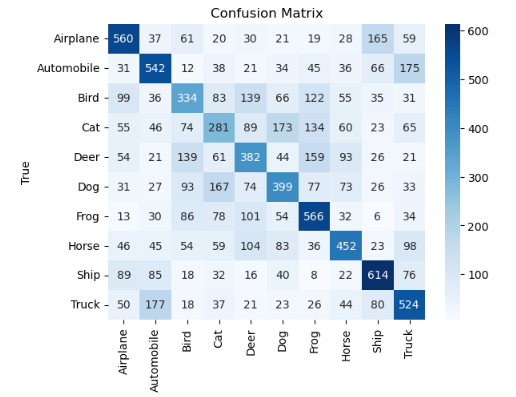 Confusion Matrix
True
Airplane 560 37 61 20 30 21 19 28 165 59
Automobile 31 542 12 38 21 34 45 36 66 175
Bird 99 36 334 83 139 66 122 55 35 31
Cat 55 46 74 281 89 173 134 60 23 65
Deer 54 21 139 61 382 44 159 93 26 21
Dog 31 27 93 167 74 399 77 73 26 33
Frog 13 30 86 78 101 54 566 32 6 34
Horse 46 45 54 59 104 83 36 452 23 98
Ship 89 85 18 32 16 40 8 22 614 76
Truck 50 177 18 37 21 23 26 44 80 524
Airplane Automobile Bird Cat Deer Dog Frog Horse Ship Truck
600
500
400
300
200
100